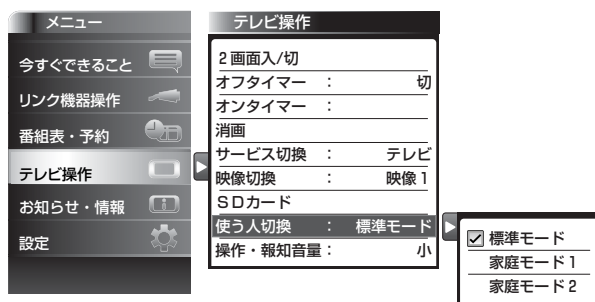 メニュー
今すぐできること
リンク機器操作
番組表・予約
テレビ操作
お知らせ・情報
設定
テレビ操作
2画面入/切
オフタイマー : 切
オンタイマー :
消画
サービス切換 : テレビ
映像切換 : 映像1
SDカード
使う人切換 : 標準モード
操作・報知音量 : 小
標準モード
家庭モード1
家庭モード2